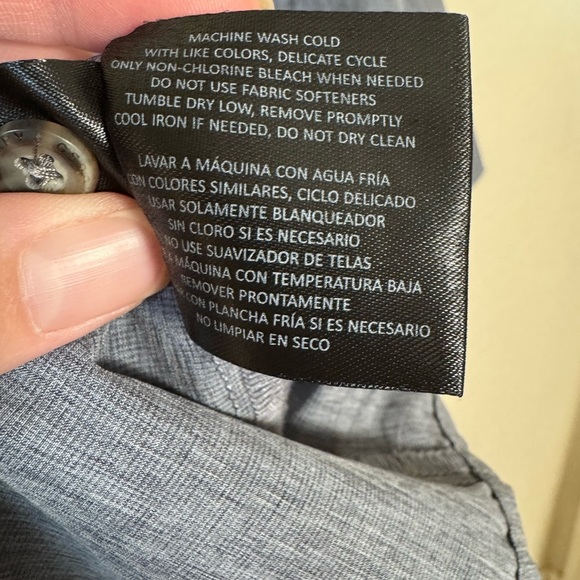 MACHINE WASH COLD
WITH LIKE COLORS, DELICATE CYCLE
ONLY NON-CHLORINE BLEACH WHEN NEEDED
DO NOT USE FABRIC SOFTENERS
TUMBLE DRY LOW, REMOVE PROMPTLY
COOL IRON IF NEEDED, DO NOT DRY CLEAN
LAVAR A MÁQUINA CON AGUA FRÍA
CON COLORES SIMILARES, CICLO DELICADO
USAR SOLAMENTE BLANQUEADOR
SIN CLORO SI ES NECESARIO
NO USE SUAVIZADOR DE TELAS
A MÁQUINA CON TEMPERATURA BAJA
REMOVER PRONTAMENTE
CON PLANCHA FRÍA SI ES NECESARIO
NO LIMPIAR EN SECO